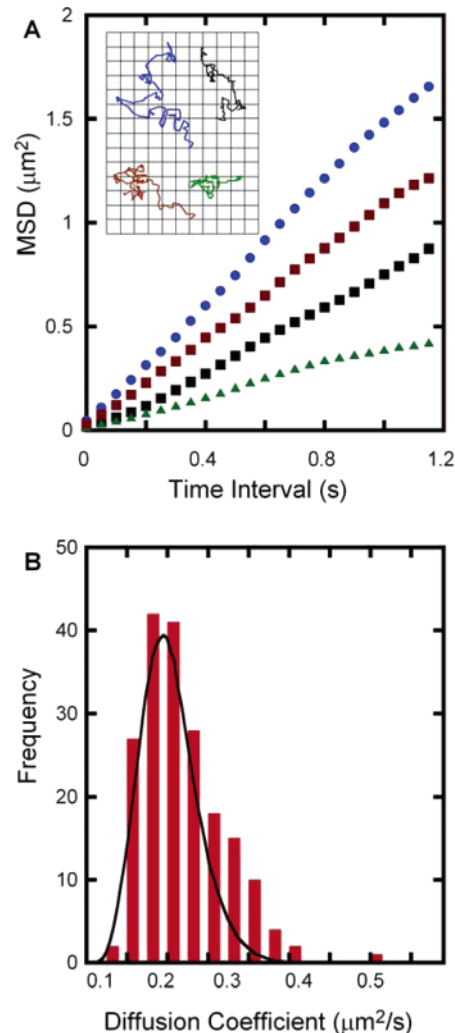 A
2
1.5
1
0.5
0
MSD (μm²)
0 0.4 0.8 1.2
Time Interval (s)
B
50
40
30
20
10
0
Frequency
0.1 0.2 0.3 0.4 0.5
Diffusion Coefficient (μm²/s)